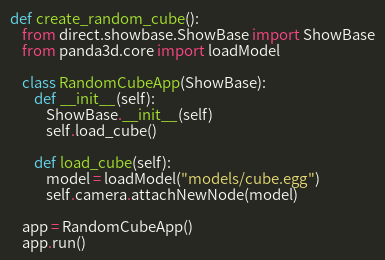 def create_random_cube():
    from direct.showbase.ShowBase import ShowBase
    from panda3d.core import loadModel

    class RandomCubeApp(ShowBase):
        def __init__(self):
            ShowBase.__init__(self)
            self.load_cube()

        def load_cube(self):
            model = loadModel("models/cube.egg")
            self.camera.attachNewNode(model)

    app = RandomCubeApp()
    app.run()